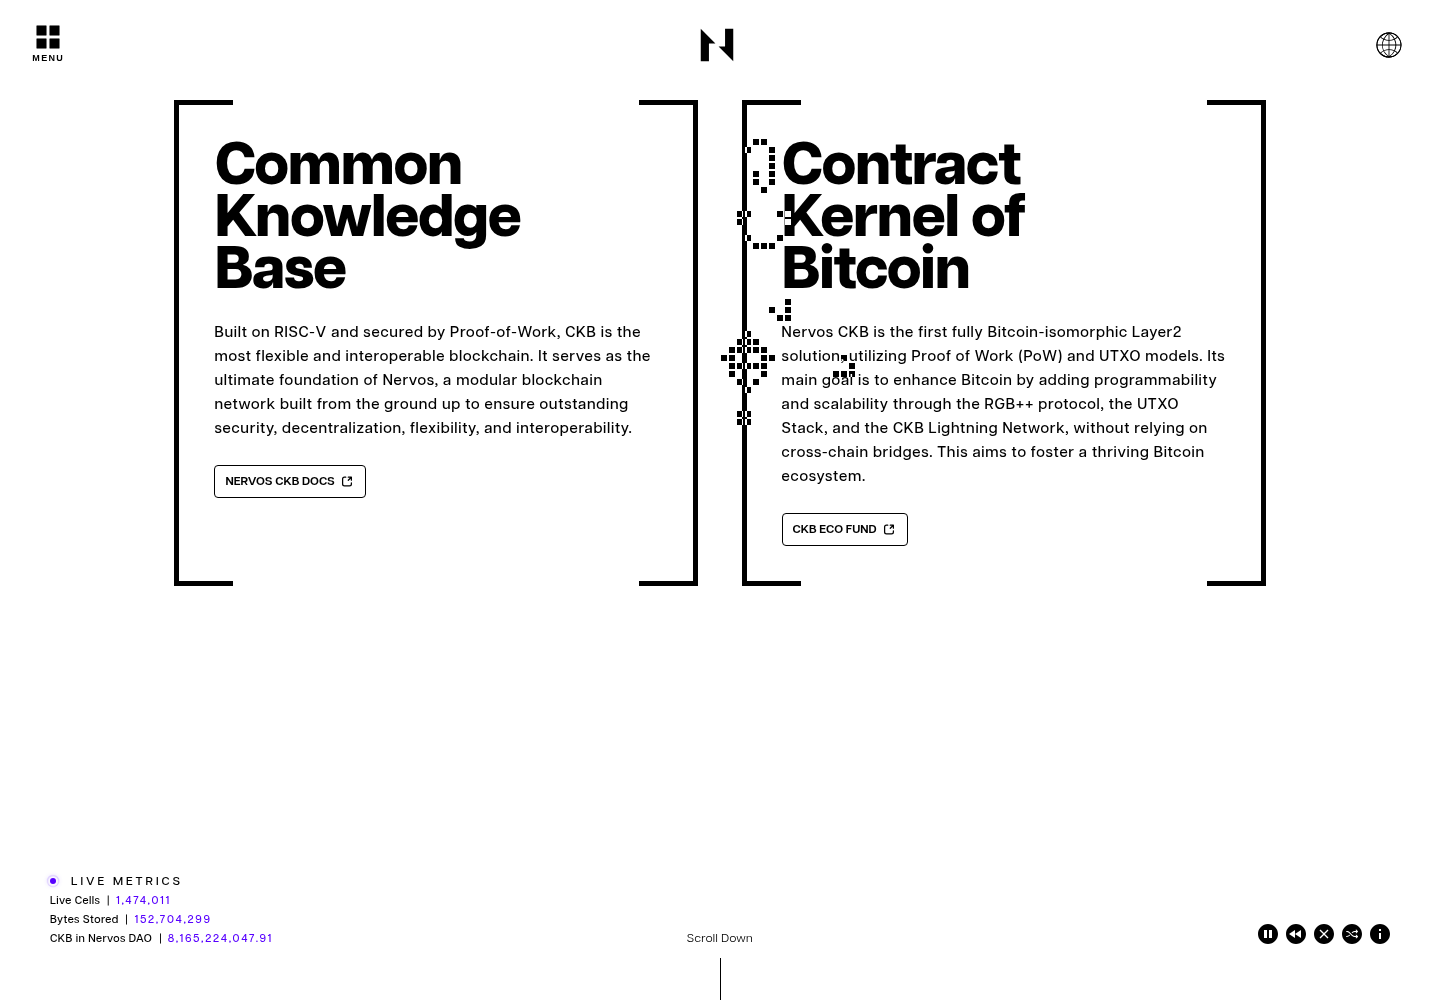 MENU
Common
Knowledge
Base
Built on RISC-V and secured by Proof-of-Work, CKB is the
most flexible and interoperable blockchain. It serves as the
ultimate foundation of Nervos, a modular blockchain
network built from the ground up to ensure outstanding
security, decentralization, flexibility, and interoperability.
NERVOS CKB DOCS
Contract
Kernel of
Bitcoin
Nervos CKB is the first fully Bitcoin-isomorphic Layer2
solution, utilizing Proof of Work (PoW) and UTXO models. Its
main goal is to enhance Bitcoin by adding programmability
and scalability through the RGB++ protocol, the UTXO
Stack, and the CKB Lightning Network, without relying on
cross-chain bridges. This aims to foster a thriving Bitcoin
ecosystem.
CKB ECO FUND
LIVE METRICS
Live Cells | 1,474,011
Bytes Stored | 152,704,299
CKB in Nervos DAO | 8,165,224,047.91
Scroll Down